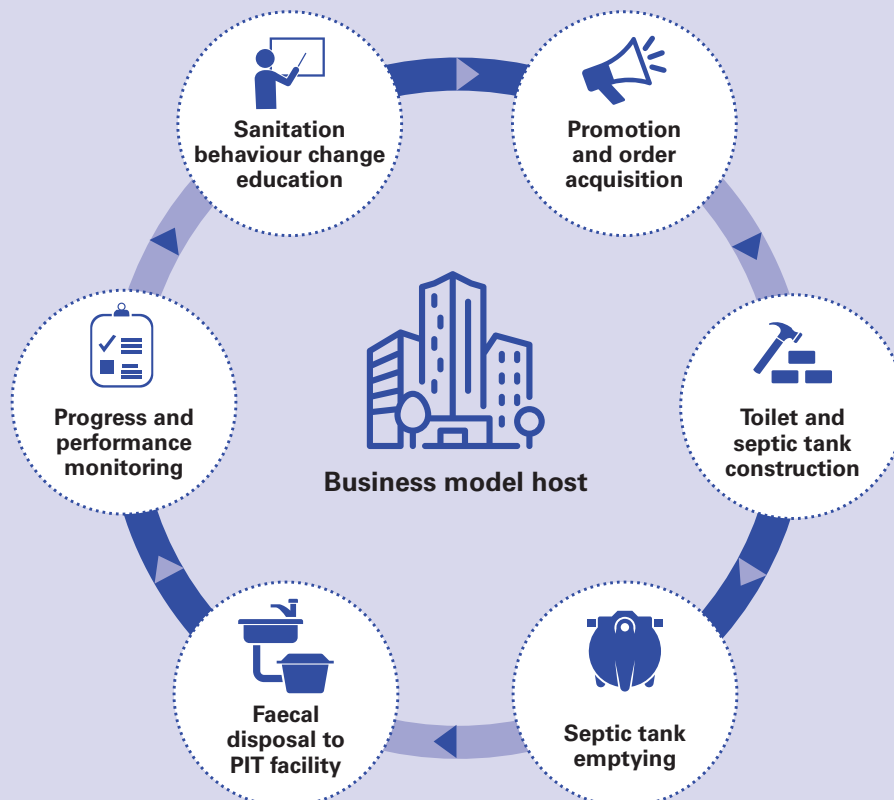 Sanitation
behaviour change
education
Promotion
and order
acquisition
Toilet and
septic tank
construction
Septic tank
emptying
Faecal
disposal to
PIT facility
Progress and
performance
monitoring
Business model host